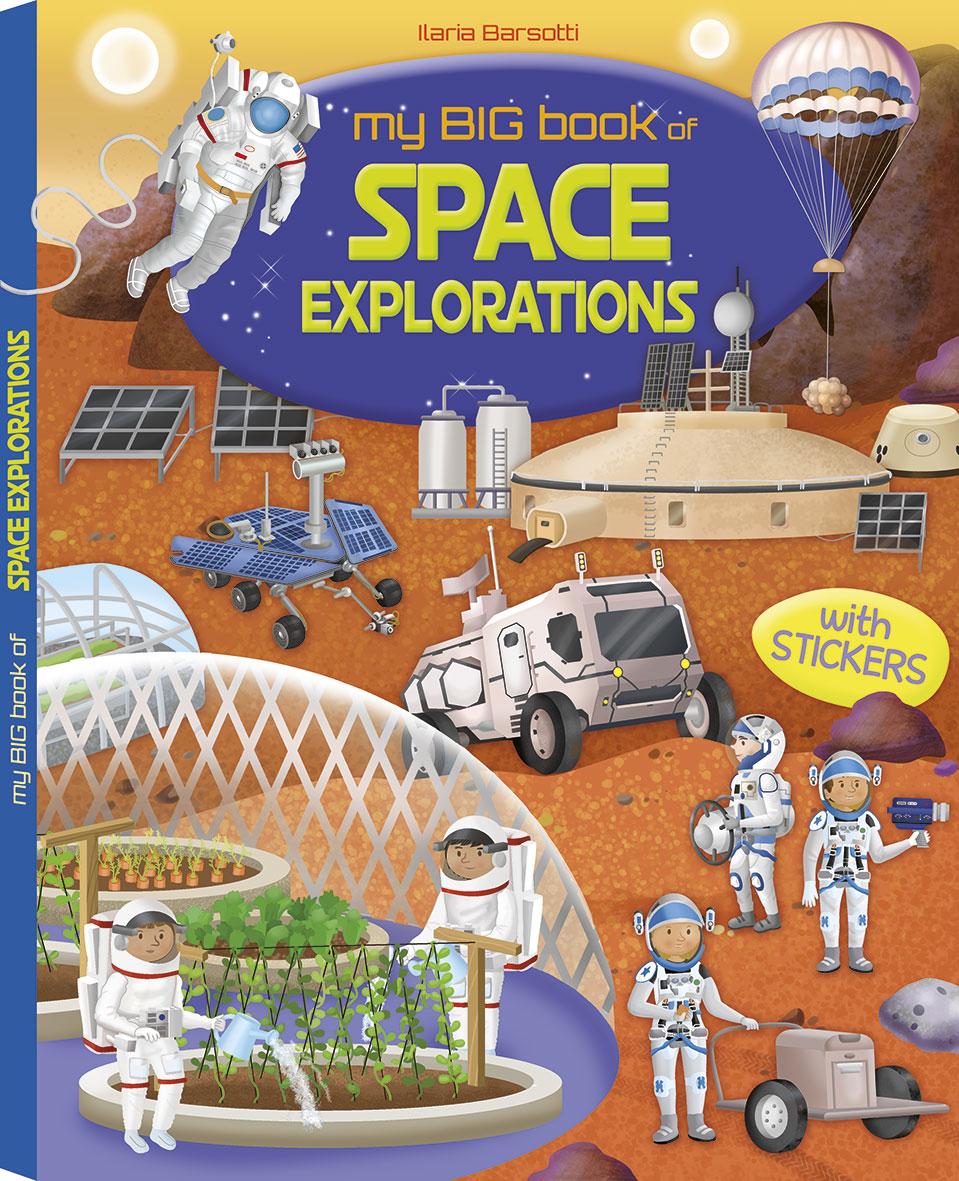 Ilaria Barsotti
my BIG book of
SPACE
EXPLORATIONS
with
STICKERS
my BIG book of SPACE EXPLORATIONS